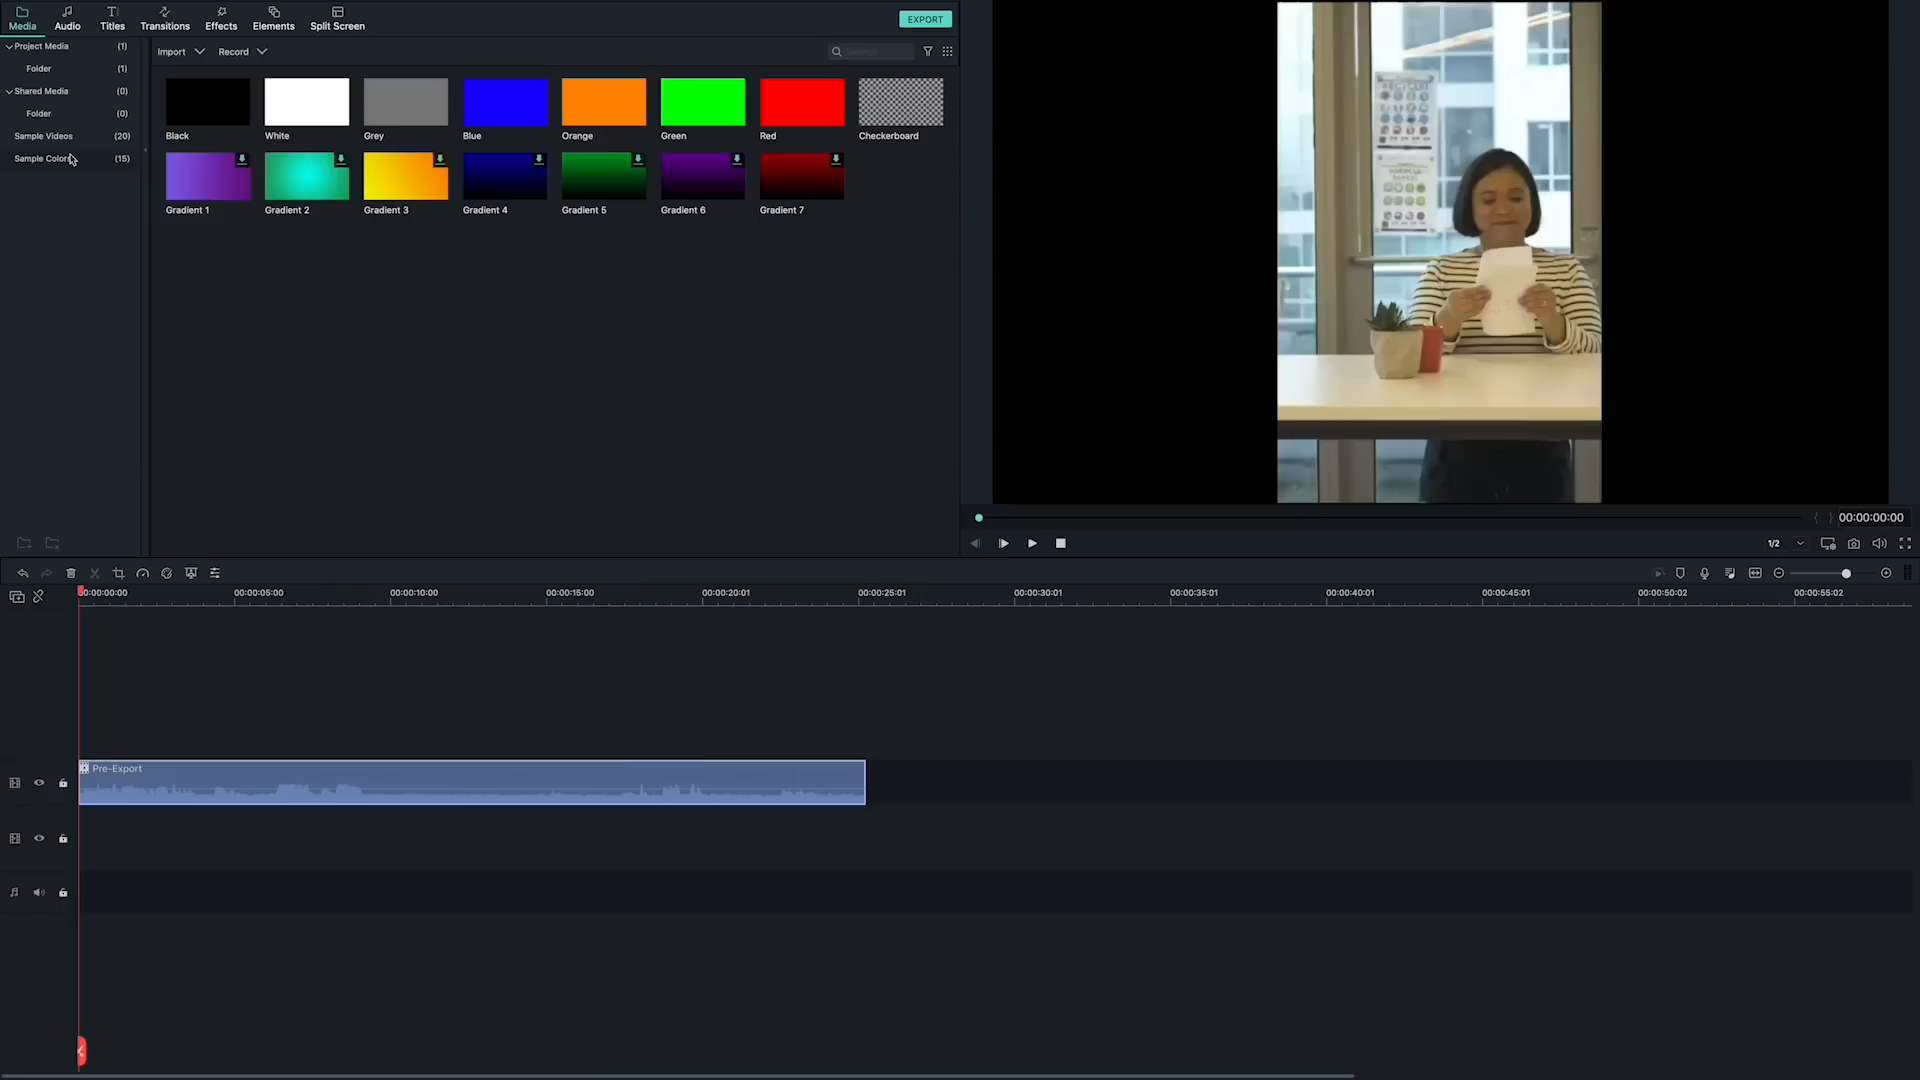 Media Audio Titles Transitions Effects Elements Split Screen EXPORT
Project Media (1)
Folder (1)
Shared Media (0)
Folder (0)
Sample Videos (20)
Sample Colors (15)
Import Record
Black White Grey Blue Orange Green Red Checkerboard
Gradient 1 Gradient 2 Gradient 3 Gradient 4 Gradient 5 Gradient 6 Gradient 7
RECYCLE
00:00:00:00
1/2
00:00:00:00 00:00:05:00 00:00:10:00 00:00:15:00 00:00:20:01 00:00:25:01 00:00:30:01 00:00:35:01 00:00:40:01 00:00:45:01 00:00:50:02 00:00:55:02
Pre-Export